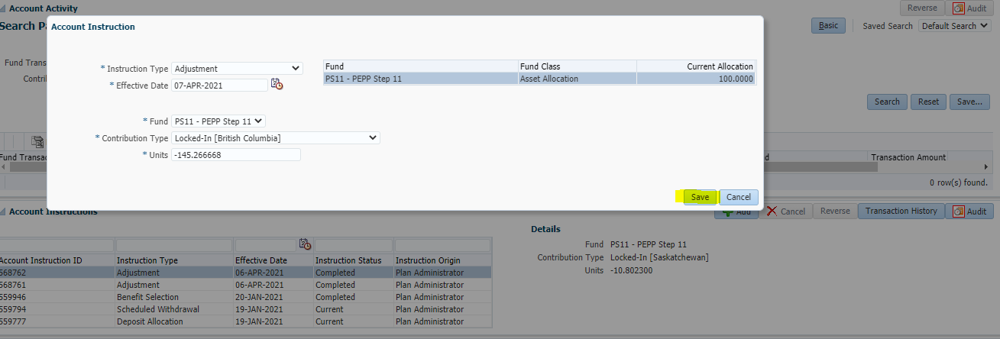 Account Activity
Reverse
Audit
Search Pa
Basic
Saved Search
Default Search
Account Instruction
Fund Trans
Contrib
* Instruction Type
Adjustment
* Effective Date
07-APR-2021
Fund
Fund Class
Current Allocation
PS11 - PEPP Step 11
Asset Allocation
100.0000
* Fund
PS11 - PEPP Step 11
* Contribution Type
Locked-In [British Columbia]
* Units
-145.266668
Search
Reset
Save...
Fund Transa
d
Transaction Amount
0 row(s) found.
Save
Cancel
Account Instructions
Add
Cancel
Reverse
Transaction History
Audit
Account Instruction ID
Instruction Type
Effective Date
Instruction Status
Instruction Origin
568762
Adjustment
06-APR-2021
Completed
Plan Administrator
568761
Adjustment
06-APR-2021
Completed
Plan Administrator
559946
Benefit Selection
20-JAN-2021
Completed
Plan Administrator
559794
Scheduled Withdrawal
19-JAN-2021
Current
Plan Administrator
559777
Deposit Allocation
19-JAN-2021
Current
Plan Administrator
Details
Fund
PS11 - PEPP Step 11
Contribution Type
Locked-In [Saskatchewan]
Units
-10.802300